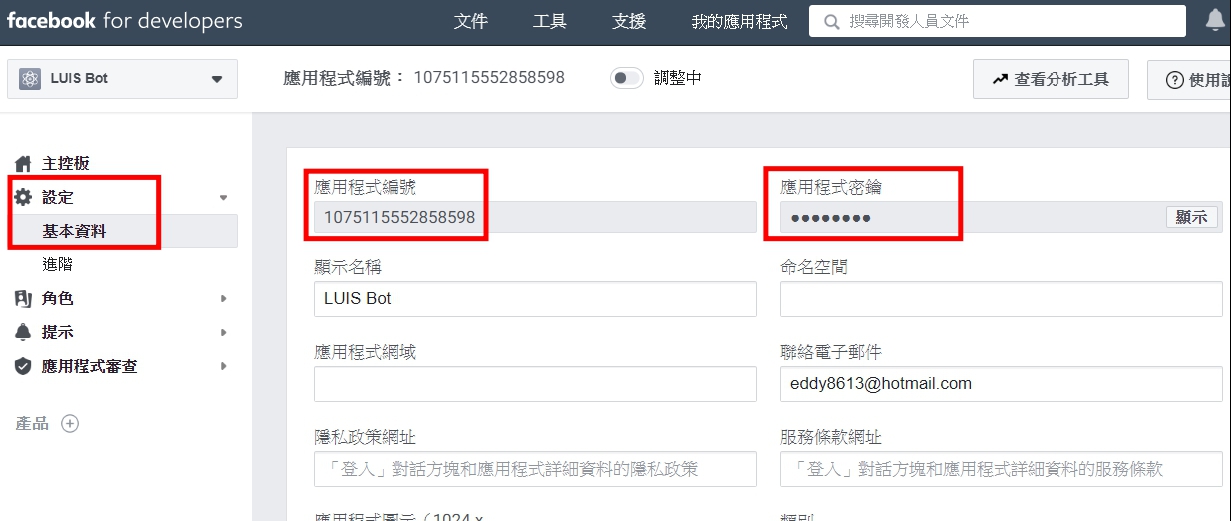 facebook for developers 文件 工具 支援 我的應用程式 搜尋開發人員文件
LUIS Bot 應用程式編號： 1075115552858598 調整中 查看分析工具 使用說
主控板
設定
基本資料
進階
角色
提示
應用程式審查
產品
應用程式編號 應用程式密鑰
1075115552858598 ●●●●●●●● 顯示
顯示名稱 命名空間
LUIS Bot
應用程式網域 聯絡電子郵件
eddy8613@hotmail.com
隱私政策網址 服務條款網址
「登入」對話方塊和應用程式詳細資料的隱私政策 「登入」對話方塊和應用程式詳細資料的服務條款
應用程式圖示（1024 x 類別